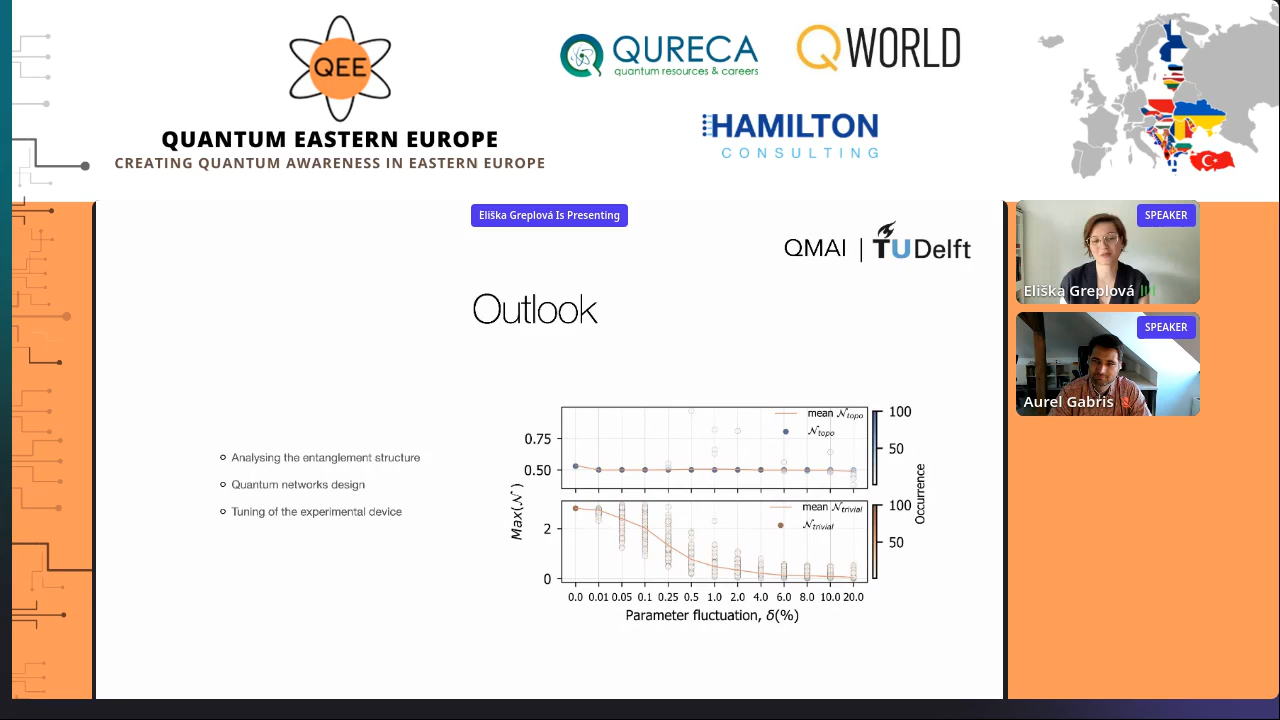 QEE
QUANTUM EASTERN EUROPE
CREATING QUANTUM AWARENESS IN EASTERN EUROPE
QURECA
quantum resources & careers
QWORLD
HAMILTON
CONSULTING
Eliška Greplová Is Presenting
QMAI | TUDelft
SPEAKER
Eliška Greplová
SPEAKER
Aurel Gabris
Outlook
Analysing the entanglement structure
Quantum networks design
Tuning of the experimental device
mean 𝒩topo
𝒩topo
0.75
0.50
100
50
mean 𝒩trivial
𝒩trivial
2
0
100
50
Max(𝒩)
Occurrence
0.0 0.01 0.05 0.1 0.25 0.5 1.0 2.0 4.0 6.0 8.0 10.0 20.0
Parameter fluctuation, δ(%)